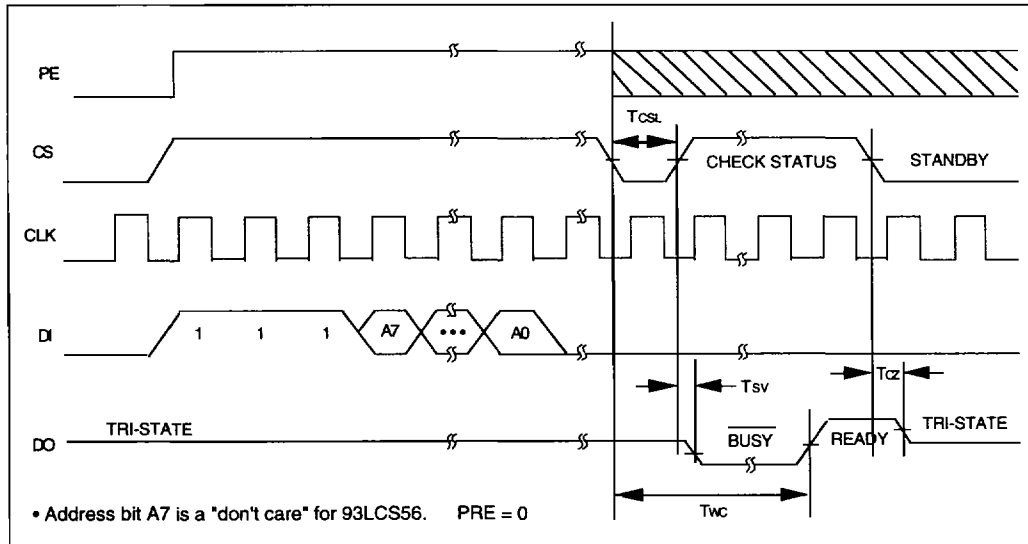 PE
TCSL
CS
CHECK STATUS
STANDBY
CLK
DI
1 1 1 A7 ••• A0
TSV
TCZ
DO
TRI-STATE
BUSY
READY
TRI-STATE
TWC
• Address bit A7 is a "don't care" for 93LCS56. PRE = 0